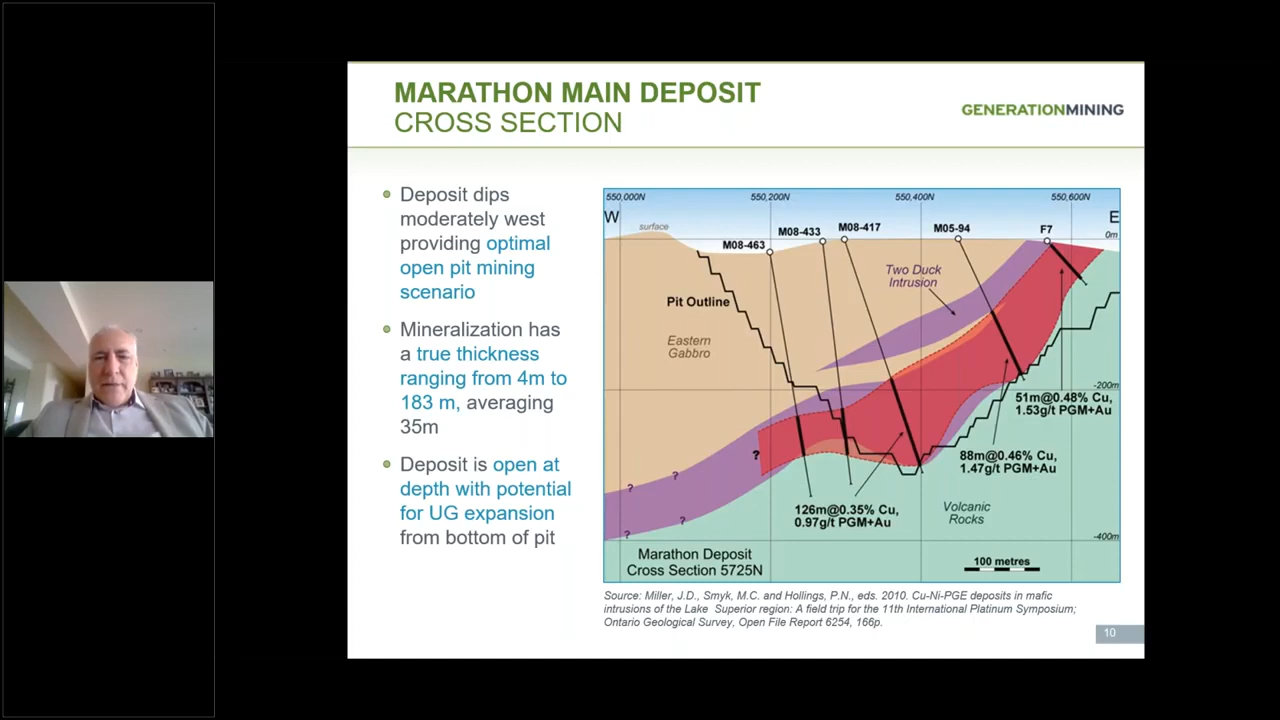 MARATHON MAIN DEPOSIT
CROSS SECTION
GENERATIONMINING
Deposit dips
moderately west
providing optimal
open pit mining
scenario
Mineralization has
a true thickness
ranging from 4m to
183 m, averaging
35m
Deposit is open at
depth with potential
for UG expansion
from bottom of pit
550,000N
550,200N
550,400N
550,600N
W
E
surface
M08-463
M08-433
M08-417
M05-94
F7
0m
Two Duck
Intrusion
Pit Outline
Eastern
Gabbro
-200m
51m@0.48% Cu,
1.53g/t PGM+Au
88m@0.46% Cu,
1.47g/t PGM+Au
?
?
?
?
?
126m@0.35% Cu,
0.97g/t PGM+Au
Volcanic
Rocks
-400m
Marathon Deposit
Cross Section 5725N
100 metres
Source: Miller, J.D., Smyk, M.C. and Hollings, P.N., eds. 2010. Cu-Ni-PGE deposits in mafic
intrusions of the Lake Superior region: A field trip for the 11th International Platinum Symposium;
Ontario Geological Survey, Open File Report 6254, 166p.
10